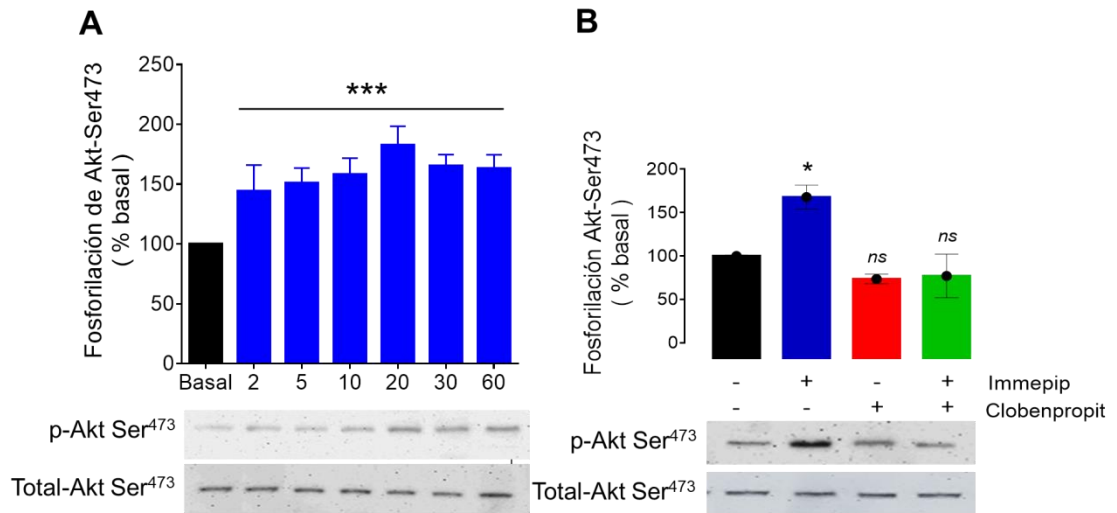 A
Fosforilación de Akt-Ser473
( % basal )
250
200
150
100
50
0
***
Basal 2 5 10 20 30 60
p-Akt Ser⁴⁷³
Total-Akt Ser⁴⁷³
B
Fosforilación Akt-Ser473
( % basal )
200
150
100
50
0
*
ns
ns
- + - + Immepip
- - + + Clobenpropit
p-Akt Ser⁴⁷³
Total-Akt Ser⁴⁷³